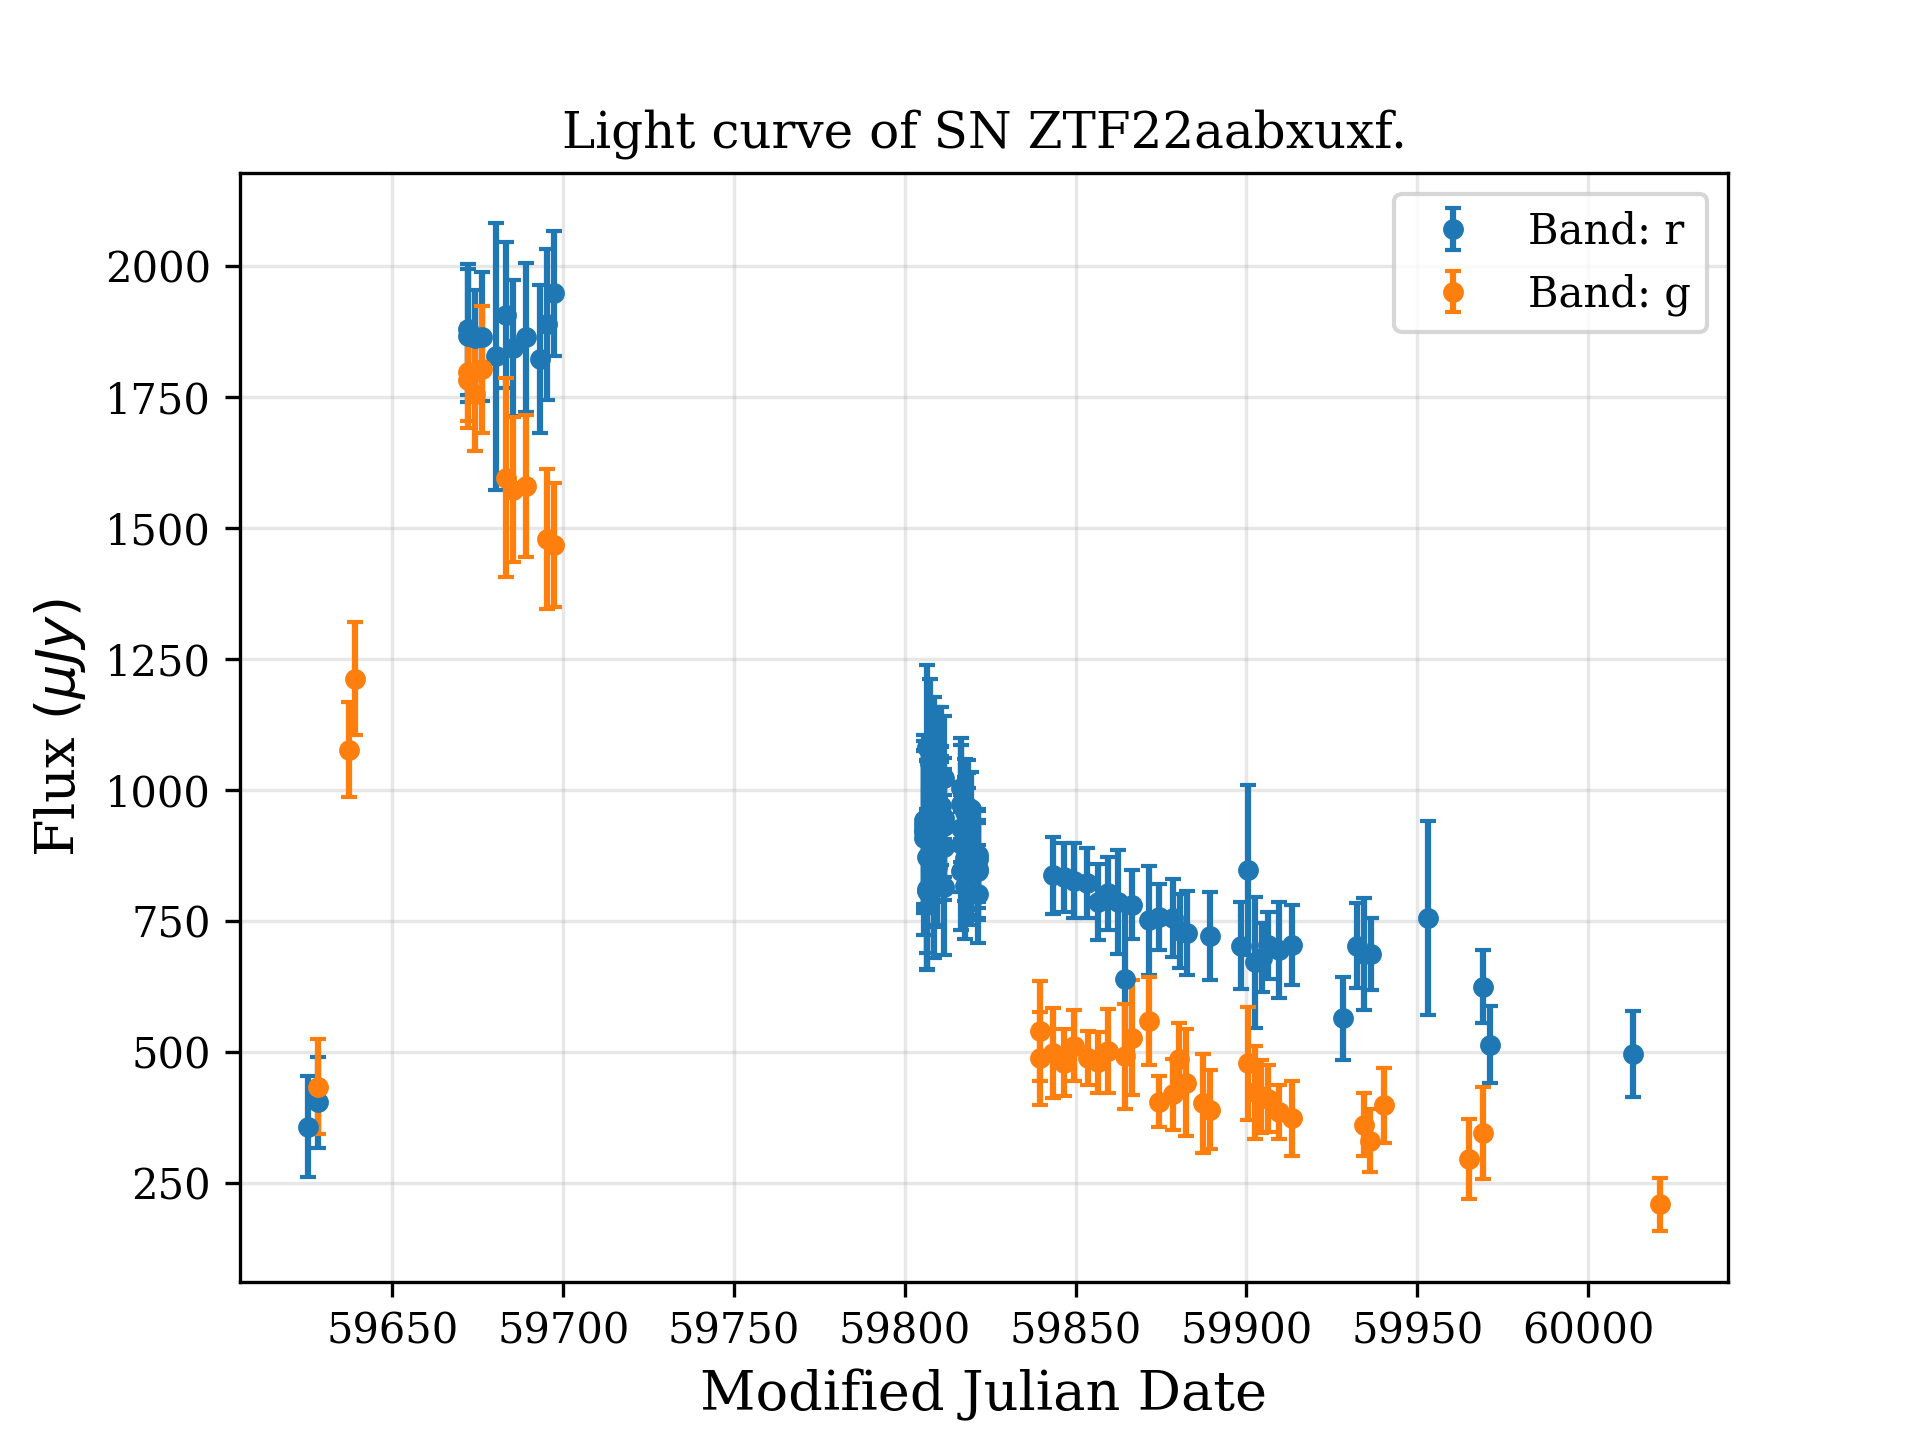 Light curve of SN ZTF22aabxuxf.
Band: r
Band: g
Flux (μJy)
2000
1750
1500
1250
1000
750
500
250
59650 59700 59750 59800 59850 59900 59950 60000
Modified Julian Date